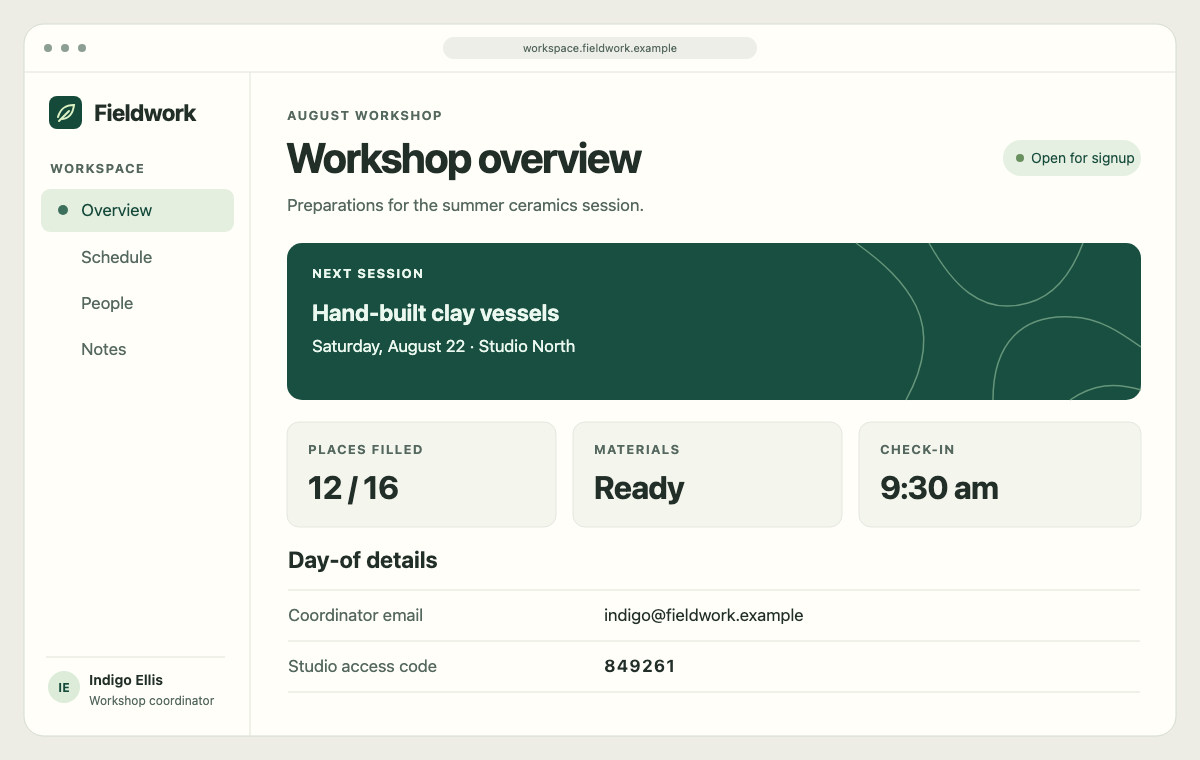 workspace.fieldwork.example
Fieldwork
WORKSPACE
Overview
Schedule
People
Notes
IE
Indigo Ellis
Workshop coordinator
AUGUST WORKSHOP
Workshop overview
Open for signup
Preparations for the summer ceramics session.
NEXT SESSION
Hand-built clay vessels
Saturday, August 22 · Studio North
PLACES FILLED
12 / 16
MATERIALS
Ready
CHECK-IN
9:30 am
Day-of details
Coordinator email indigo@fieldwork.example
Studio access code 849261